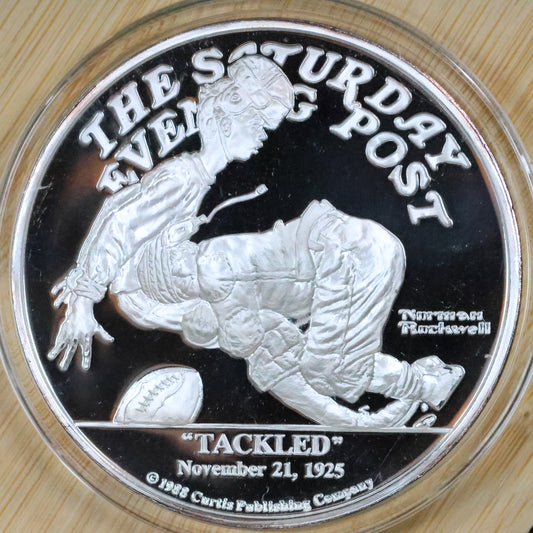 THE SATURDAY
EVENING POST
Norman
Rockwell
"TACKLED"
November 21, 1925
© 1988 Curtis Publishing Company